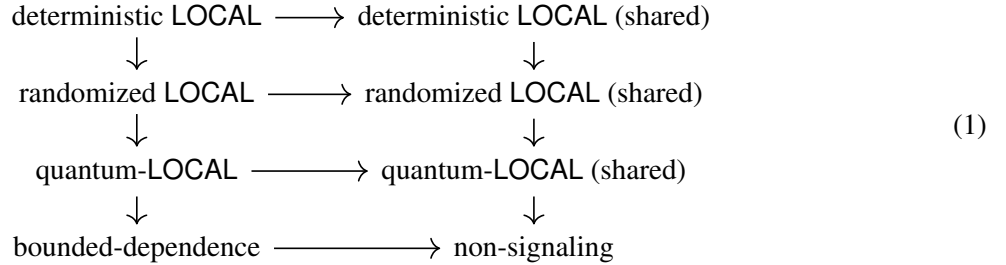 deterministic LOCAL → deterministic LOCAL (shared)
↓ ↓
randomized LOCAL → randomized LOCAL (shared)
(1)
↓ ↓
quantum-LOCAL → quantum-LOCAL (shared)
↓ ↓
bounded-dependence → non-signaling